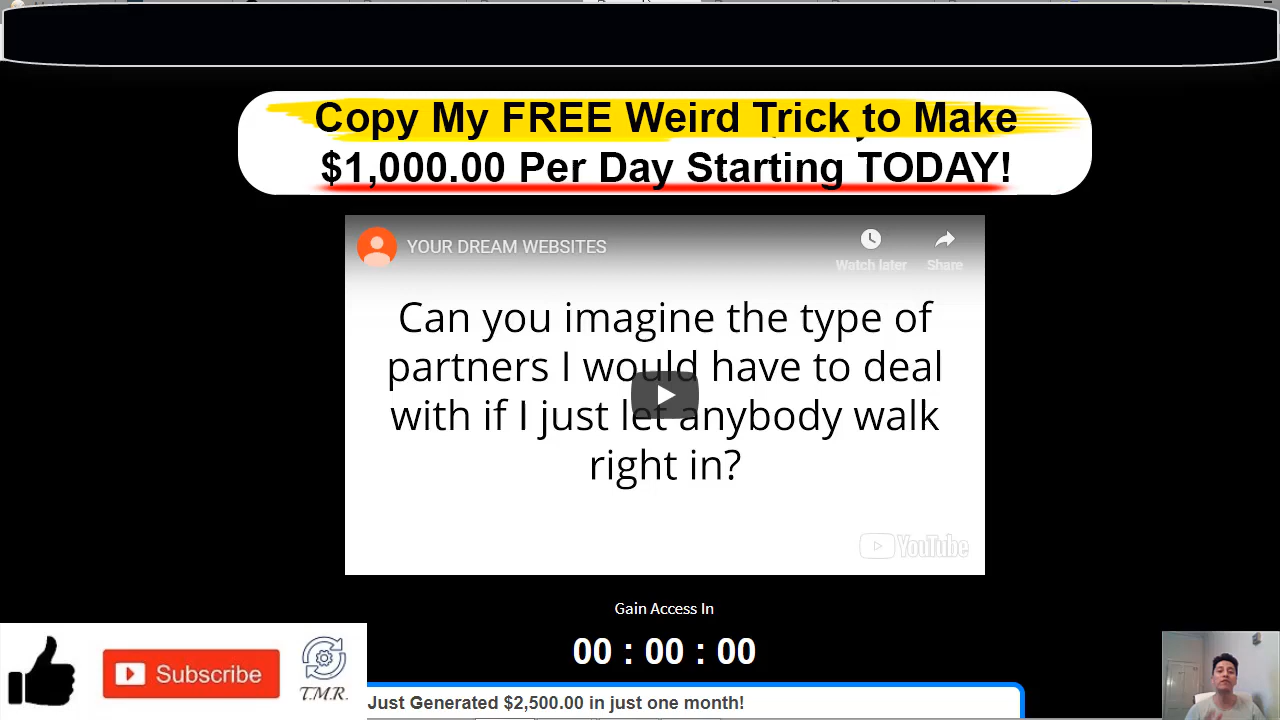 Copy My FREE Weird Trick to Make
$1,000.00 Per Day Starting TODAY!
YOUR DREAM WEBSITES
Watch later
Share
Can you imagine the type of
partners I would have to deal
with if I just let anybody walk
right in?
YouTube
Gain Access In
00 : 00 : 00
Subscribe
T.M.R.
Just Generated $2,500.00 in just one month!